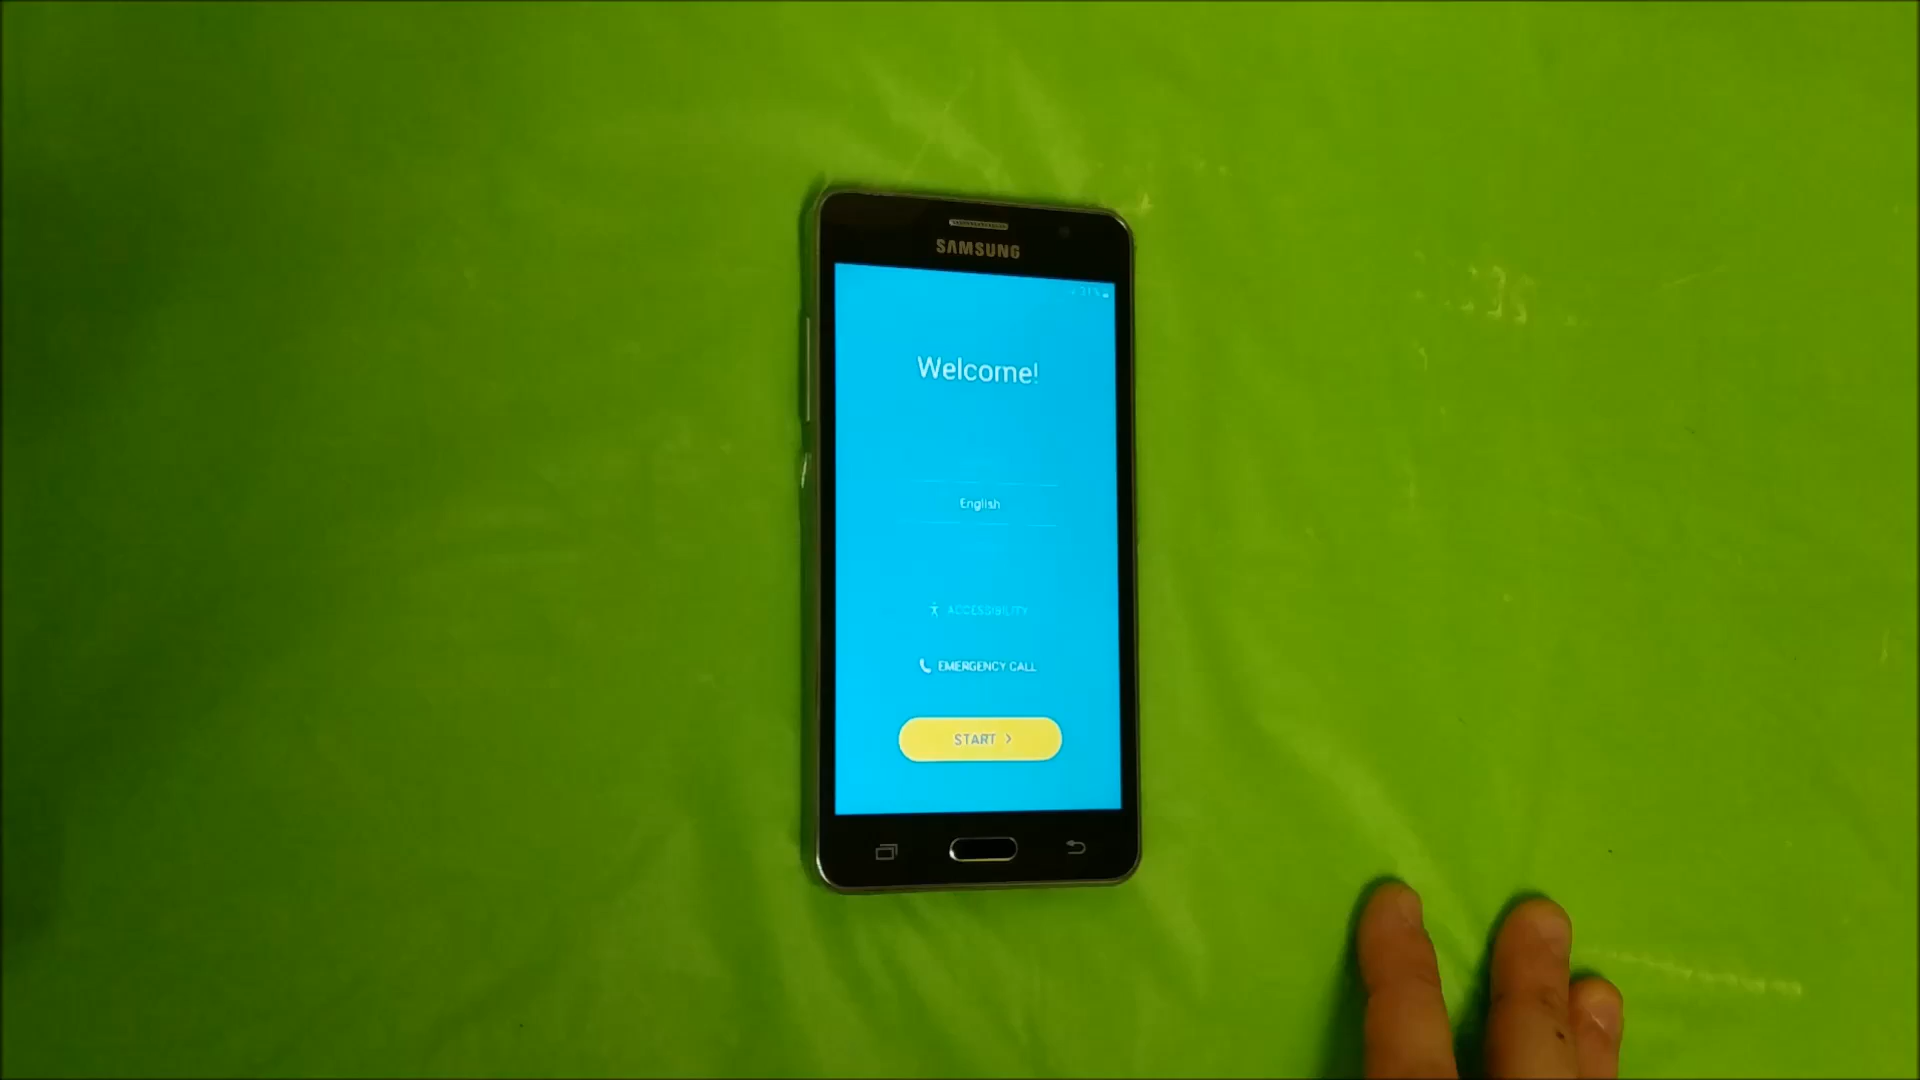 SAMSUNG
Welcome!
English
ACCESSIBILITY
EMERGENCY CALL
START >